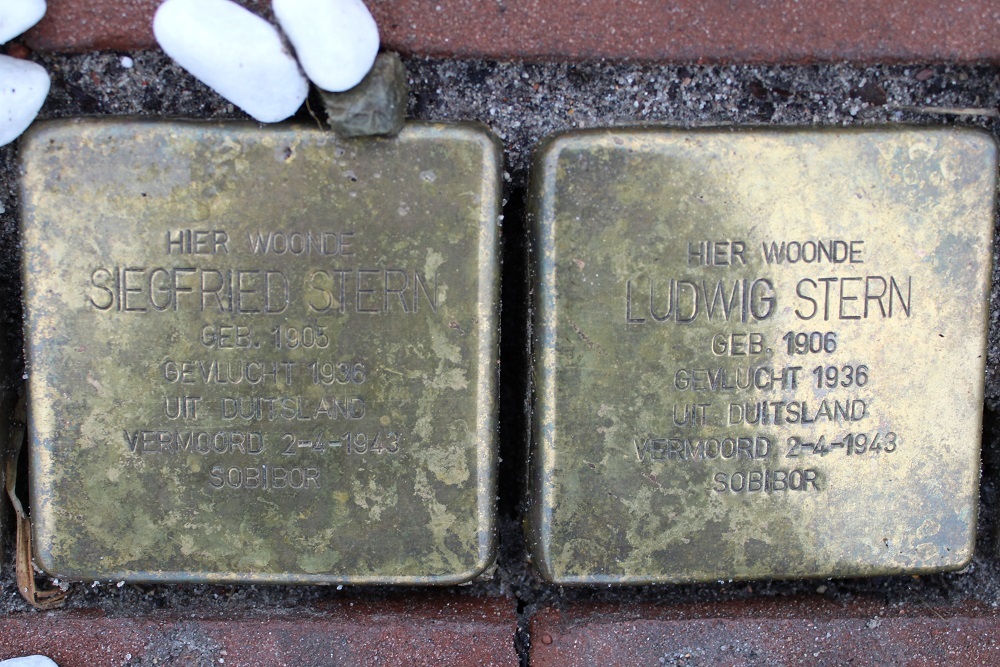 HIER WOONDE
SIEGFRIED STERN
GEB. 1905
GEVLUCHT 1936
UIT DUITSLAND
VERMOORD 2-4-1943
SOBIBOR
HIER WOONDE
LUDWIG STERN
GEB. 1906
GEVLUCHT 1936
UIT DUITSLAND
VERMOORD 2-4-1943
SOBIBOR